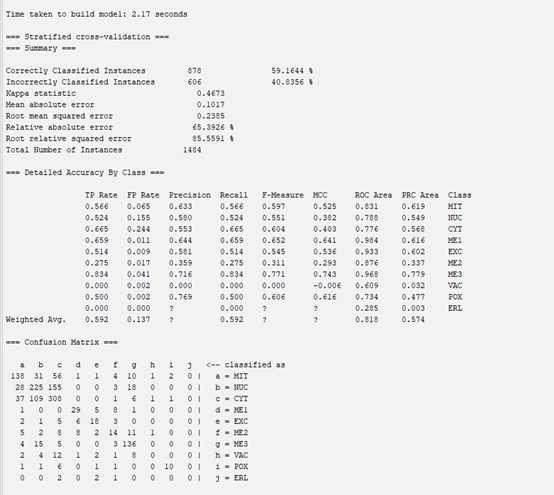 Time taken to build model: 2.17 seconds
=== Stratified cross-validation ===
=== Summary ===
Correctly Classified Instances 878 59.1644 %
Incorrectly Classified Instances 606 40.8356 %
Kappa statistic 0.4673
Mean absolute error 0.1017
Root mean squared error 0.2385
Relative absolute error 65.3926 %
Root relative squared error 85.5591 %
Total Number of Instances 1484
=== Detailed Accuracy By Class ===
TP Rate FP Rate Precision Recall F-Measure MCC ROC Area PRC Area Class
0.566 0.065 0.633 0.566 0.597 0.525 0.831 0.619 MIT
0.524 0.155 0.580 0.524 0.551 0.382 0.788 0.549 NUC
0.665 0.244 0.553 0.665 0.604 0.403 0.776 0.568 CYT
0.659 0.011 0.644 0.659 0.652 0.641 0.984 0.616 ME1
0.514 0.009 0.581 0.514 0.545 0.536 0.933 0.602 EXC
0.275 0.017 0.359 0.275 0.311 0.293 0.876 0.337 ME2
0.834 0.041 0.716 0.834 0.771 0.743 0.968 0.779 ME3
0.000 0.002 0.000 0.000 0.000 -0.006 0.609 0.032 VAC
0.500 0.002 0.769 0.500 0.606 0.616 0.734 0.477 POX
0.000 0.000 ? 0.000 ? ? 0.285 0.003 ERL
Weighted Avg. 0.592 0.137 ? 0.592 ? ? 0.818 0.574
=== Confusion Matrix ===
a b c d e f g h i j <-- classified as
138 31 56 1 1 4 10 1 2 0 | a = MIT
28 225 155 0 0 3 18 0 0 0 | b = NUC
37 109 308 0 0 1 6 1 1 0 | c = CYT
1 0 0 29 5 8 1 0 0 0 | d = ME1
2 1 5 6 18 3 0 0 0 0 | e = EXC
5 2 8 8 2 14 11 1 0 0 | f = ME2
4 15 5 0 0 3 136 0 0 0 | g = ME3
2 4 12 1 2 1 8 0 0 0 | h = VAC
1 1 6 0 1 1 0 0 10 0 | i = POX
0 0 2 0 2 1 0 0 0 0 | j = ERL